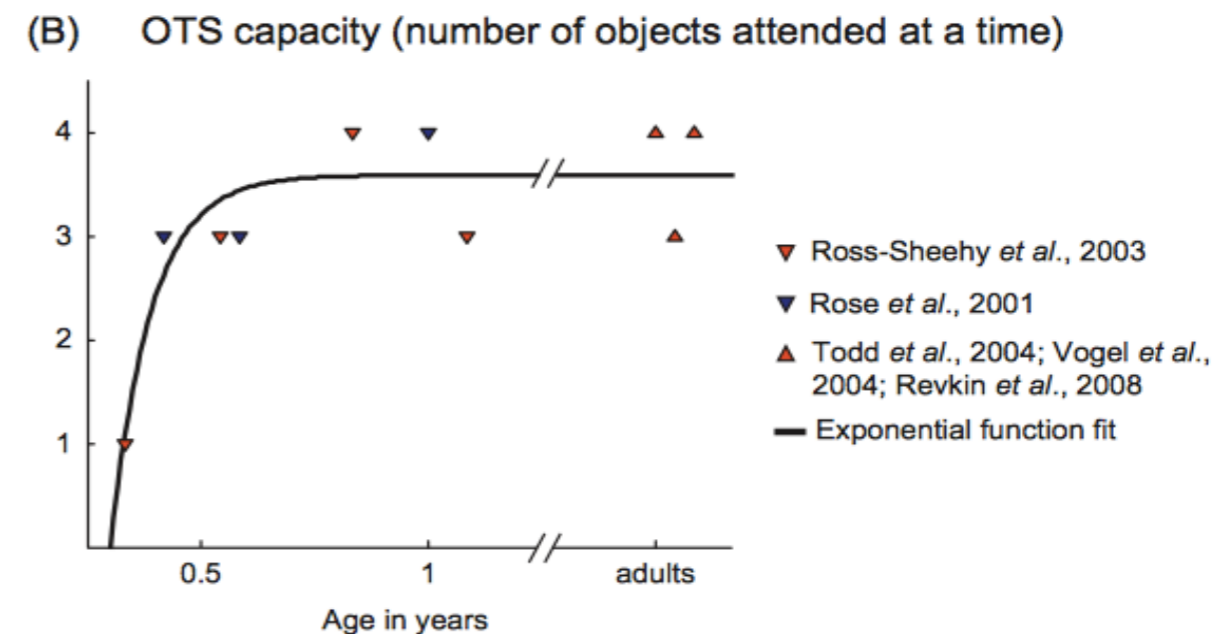 (B) OTS capacity (number of objects attended at a time)
4
3
2
1
0.5 1 adults
Age in years
Ross-Sheehy et al., 2003
Rose et al., 2001
Todd et al., 2004; Vogel et al.,
2004; Revkin et al., 2008
Exponential function fit